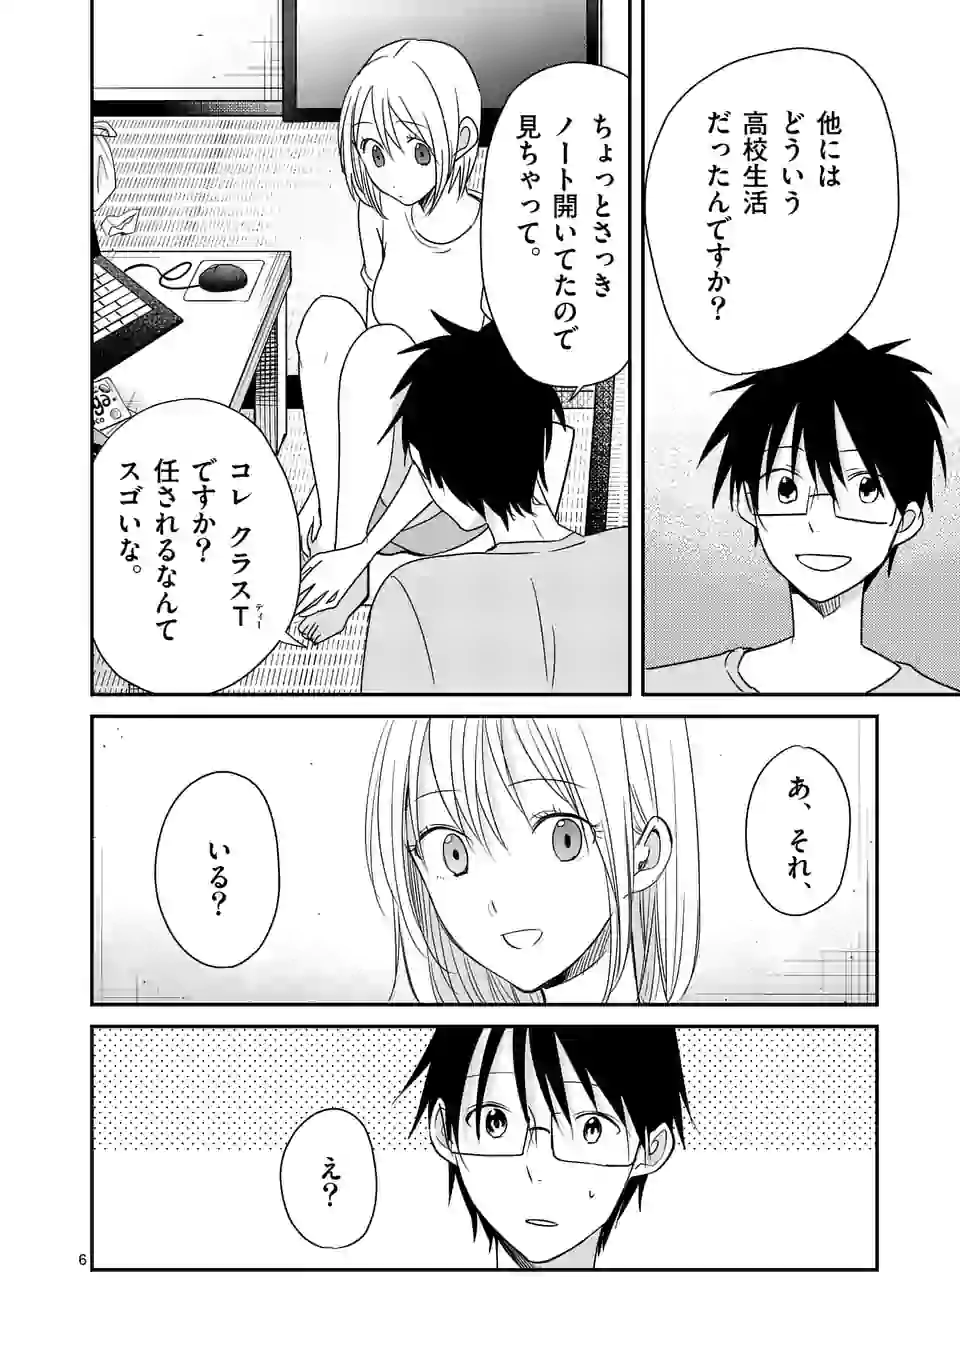 他には
どういう
高校生活
だったんですか?
ちょっとさっき
ノート開いてたので
見ちゃって。
コレ クラスT
ディー
ですか?
任されるなんて
スゴいな。
あ、それ、
いる?
え?
6